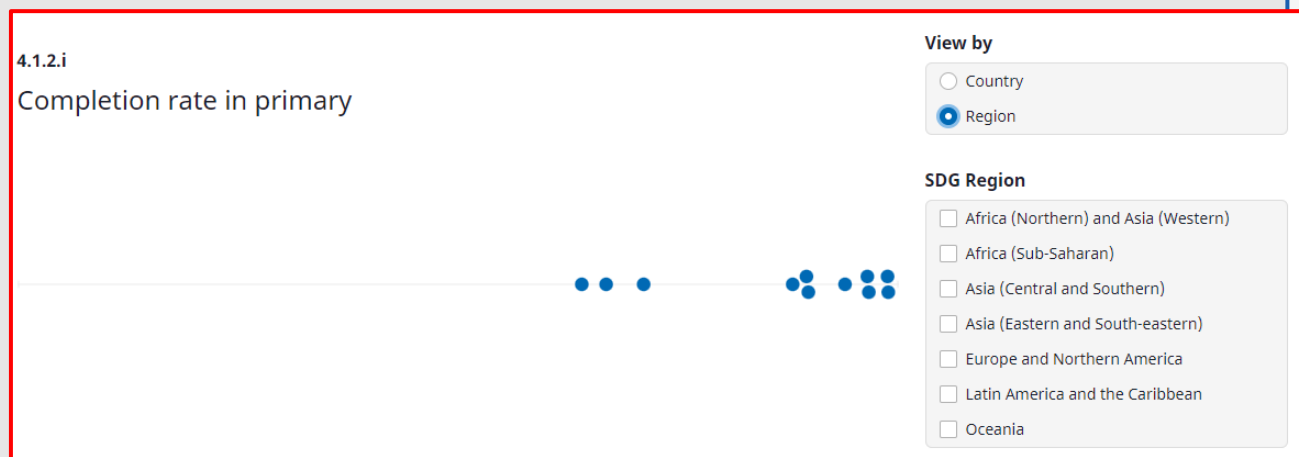 4.1.2.i
Completion rate in primary
View by
Country
Region
SDG Region
Africa (Northern) and Asia (Western)
Africa (Sub-Saharan)
Asia (Central and Southern)
Asia (Eastern and South-eastern)
Europe and Northern America
Latin America and the Caribbean
Oceania